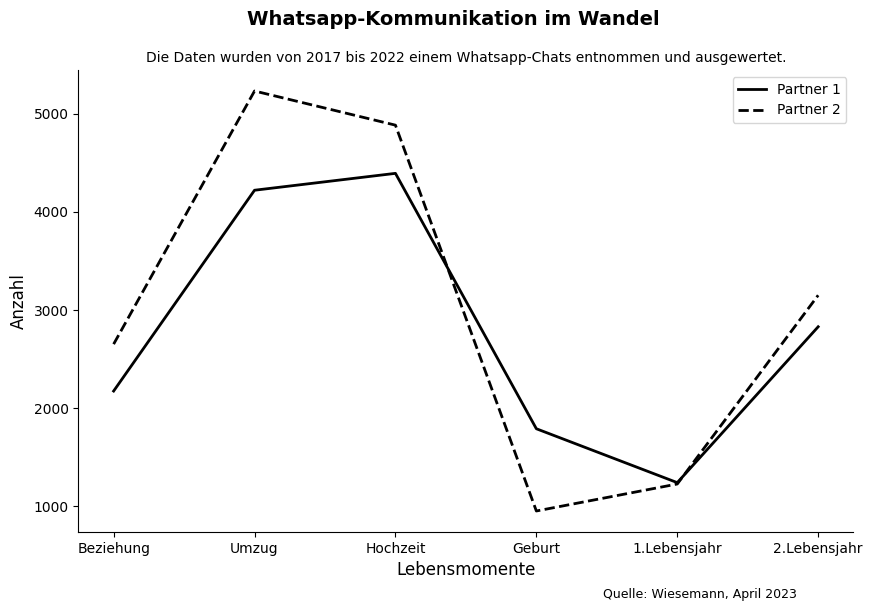 Whatsapp-Kommunikation im Wandel
Die Daten wurden von 2017 bis 2022 einem Whatsapp-Chats entnommen und ausgewertet.
Partner 1
Partner 2
Anzahl
5000
4000
3000
2000
1000
Beziehung Umzug Hochzeit Geburt 1.Lebensjahr 2.Lebensjahr
Lebensmomente
Quelle: Wiesemann, April 2023